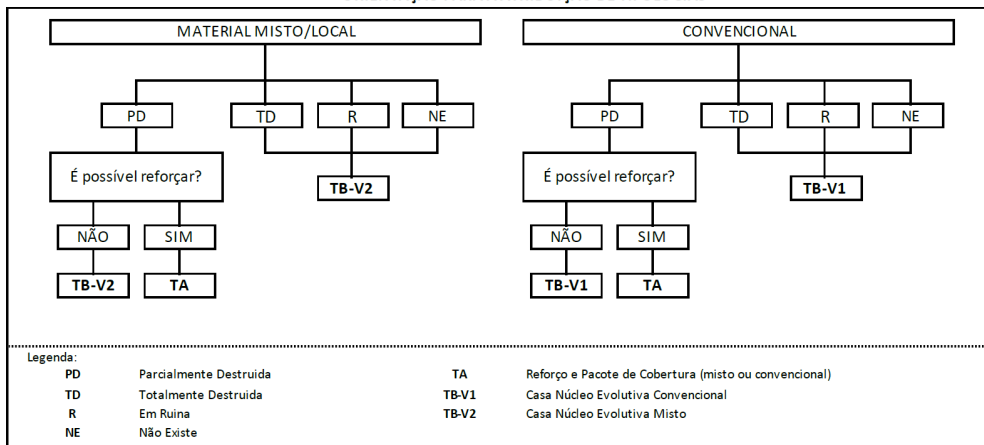 MATERIAL MISTO/LOCAL
CONVENCIONAL
PD TD R NE
PD TD R NE
É possível reforçar?
TB-V2
É possível reforçar?
TB-V1
NÃO SIM
NÃO SIM
TB-V2 TA
TB-V1 TA
Legenda:
PD Parcialmente Destruida TA Reforço e Pacote de Cobertura (misto ou convencional)
TD Totalmente Destruida TB-V1 Casa Núcleo Evolutiva Convencional
R Em Ruina TB-V2 Casa Núcleo Evolutiva Misto
NE Não Existe